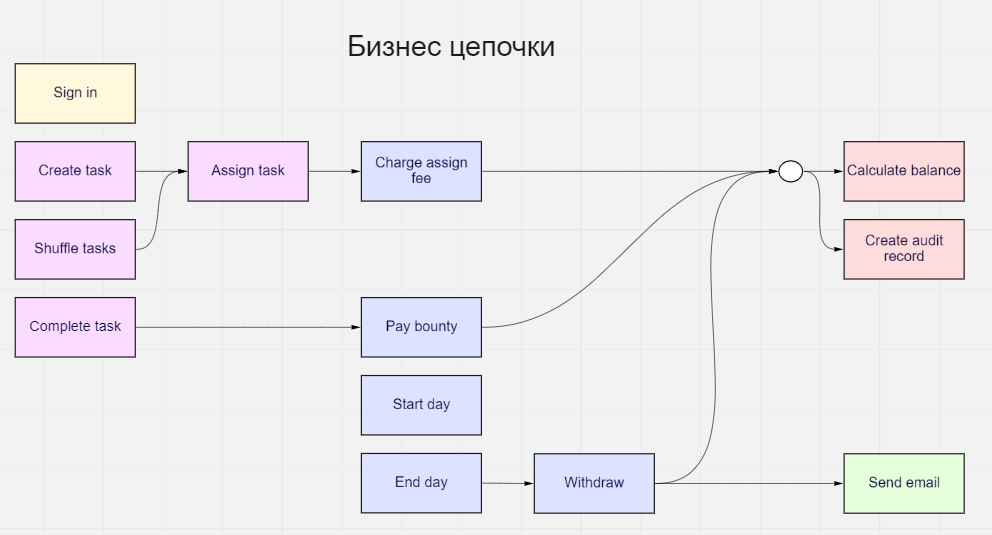 Бизнес цепочки
Sign in
Create task
Assign task
Charge assign
fee
Calculate balance
Shuffle tasks
Create audit
record
Complete task
Pay bounty
Start day
End day
Withdraw
Send email